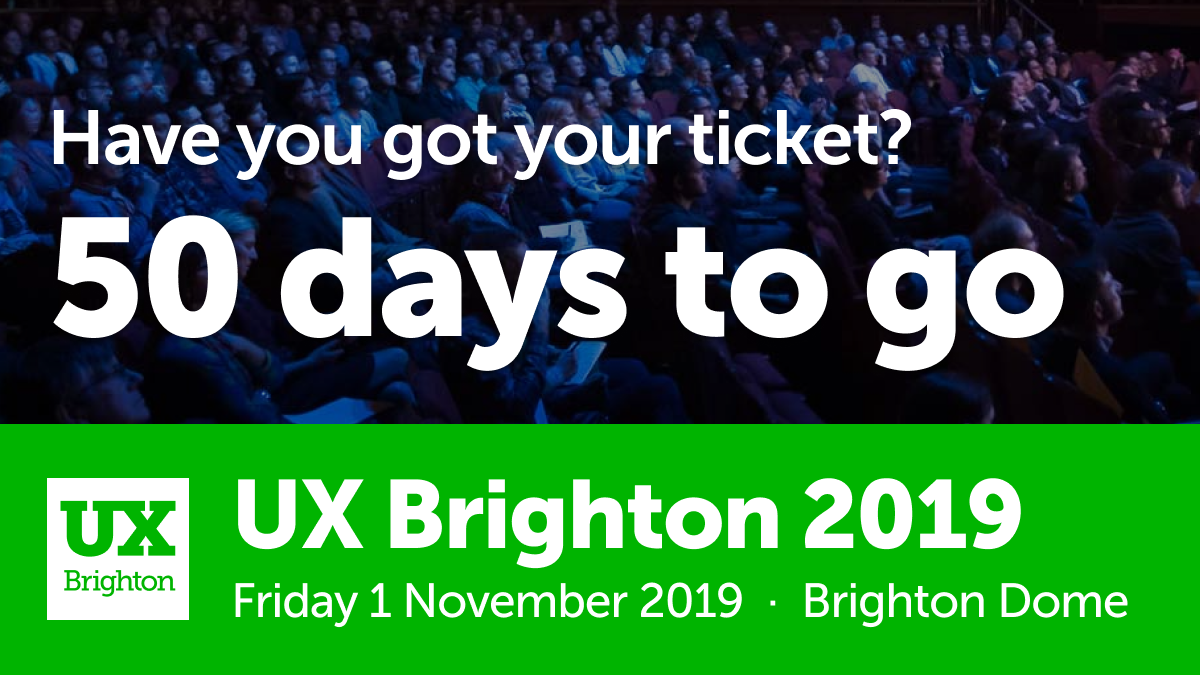 Have you got your ticket?
50 days to go
UX
Brighton
UX Brighton 2019
Friday 1 November 2019 · Brighton Dome